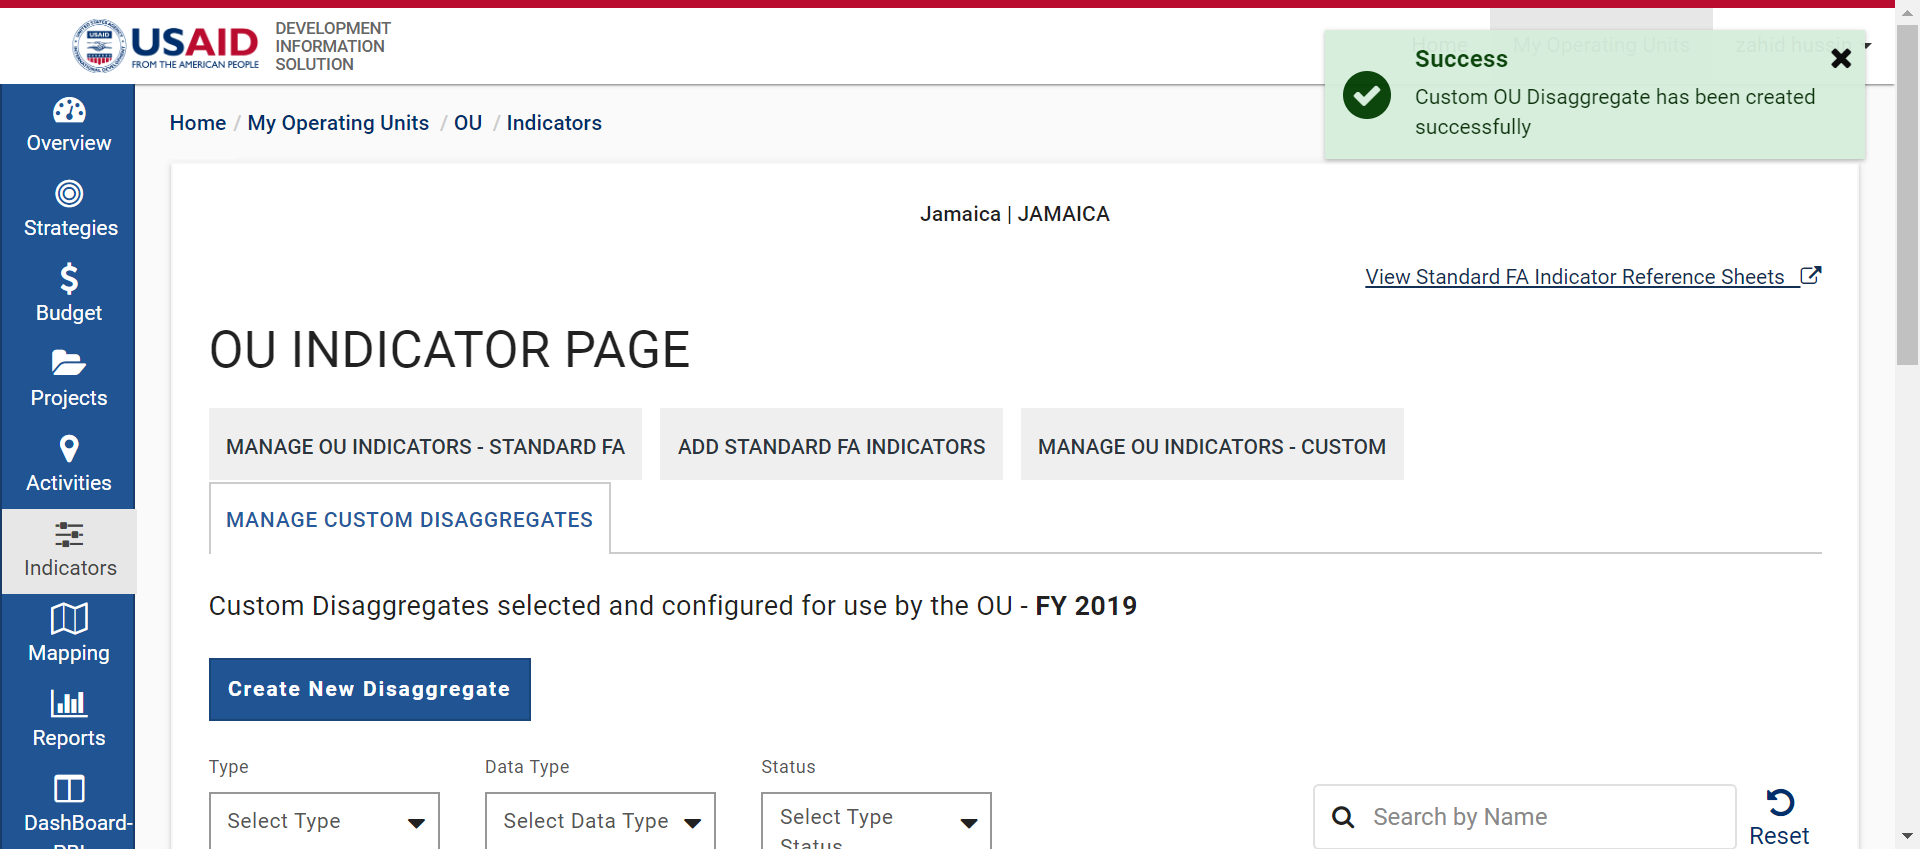 USAID
USAID
FROM THE AMERICAN PEOPLE
DEVELOPMENT
INFORMATION
SOLUTION
Home My Operating Units zahid hussain
Success
Custom OU Disaggregate has been created
successfully
Overview
Strategies
Budget
Projects
Activities
Indicators
Mapping
Reports
DashBoard-
Home / My Operating Units / OU / Indicators
Jamaica | JAMAICA
View Standard FA Indicator Reference Sheets
OU INDICATOR PAGE
MANAGE OU INDICATORS - STANDARD FA
ADD STANDARD FA INDICATORS
MANAGE OU INDICATORS - CUSTOM
MANAGE CUSTOM DISAGGREGATES
Custom Disaggregates selected and configured for use by the OU - FY 2019
Create New Disaggregate
Type
Data Type
Status
Select Type
Select Data Type
Select Type
Status
Search by Name
Reset